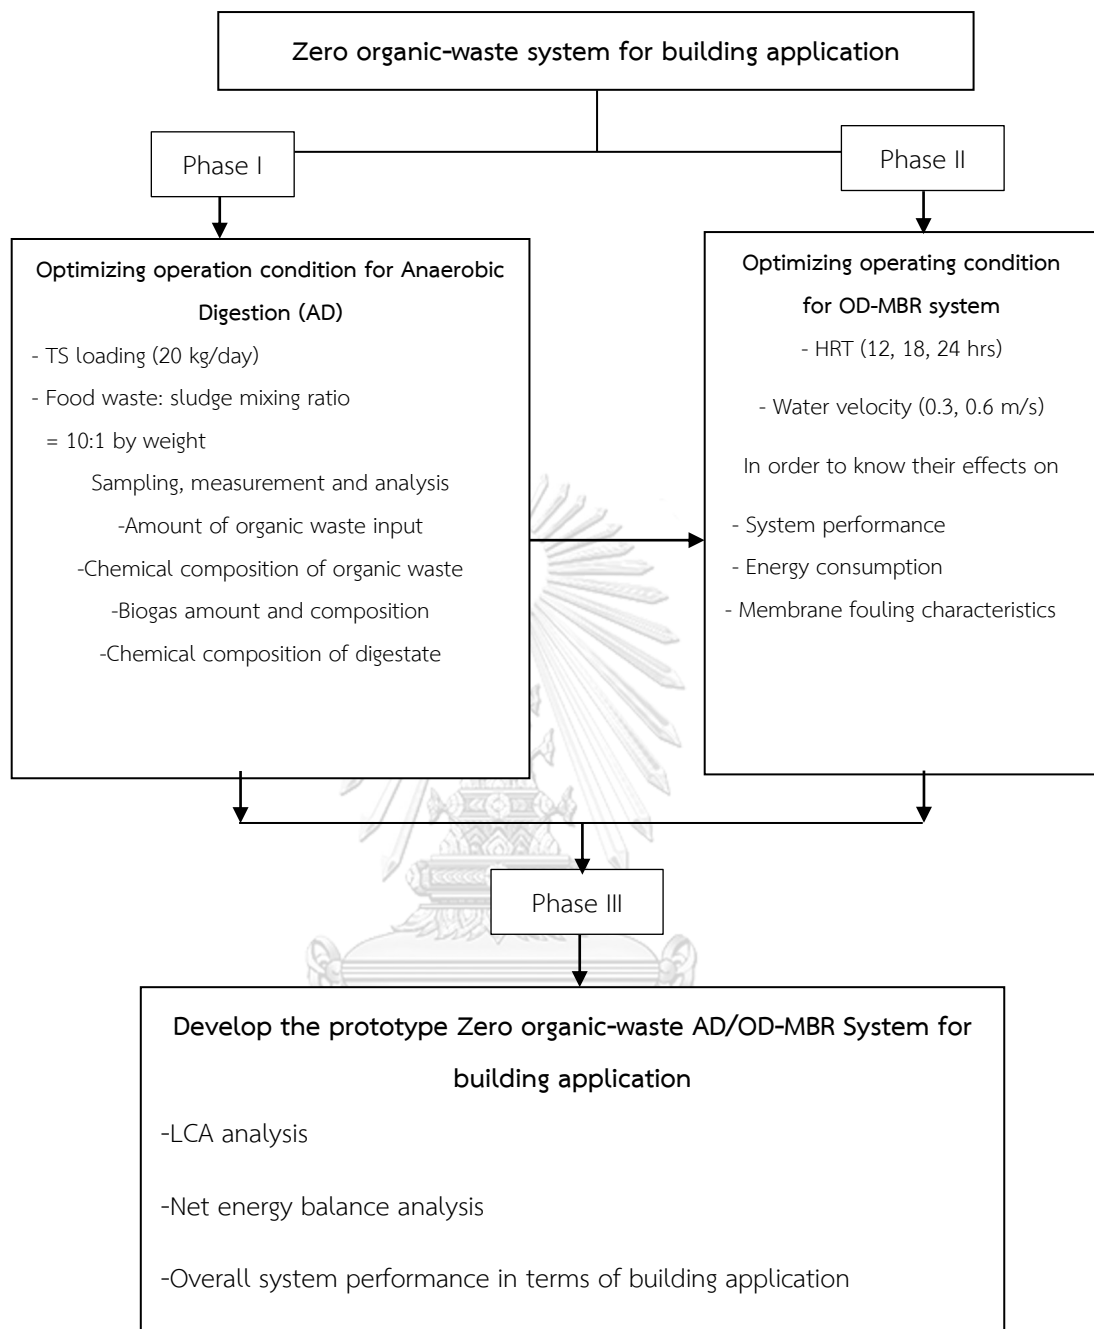 Zero organic-waste system for building application
Phase I
Phase II
Optimizing operation condition for Anaerobic
Digestion (AD)
- TS loading (20 kg/day)
- Food waste: sludge mixing ratio
= 10:1 by weight
Sampling, measurement and analysis
-Amount of organic waste input
-Chemical composition of organic waste
-Biogas amount and composition
-Chemical composition of digestate
Optimizing operating condition
for OD-MBR system
- HRT (12, 18, 24 hrs)
- Water velocity (0.3, 0.6 m/s)
In order to know their effects on
- System performance
- Energy consumption
- Membrane fouling characteristics
Phase III
Develop the prototype Zero organic-waste AD/OD-MBR System for
building application
-LCA analysis
-Net energy balance analysis
-Overall system performance in terms of building application